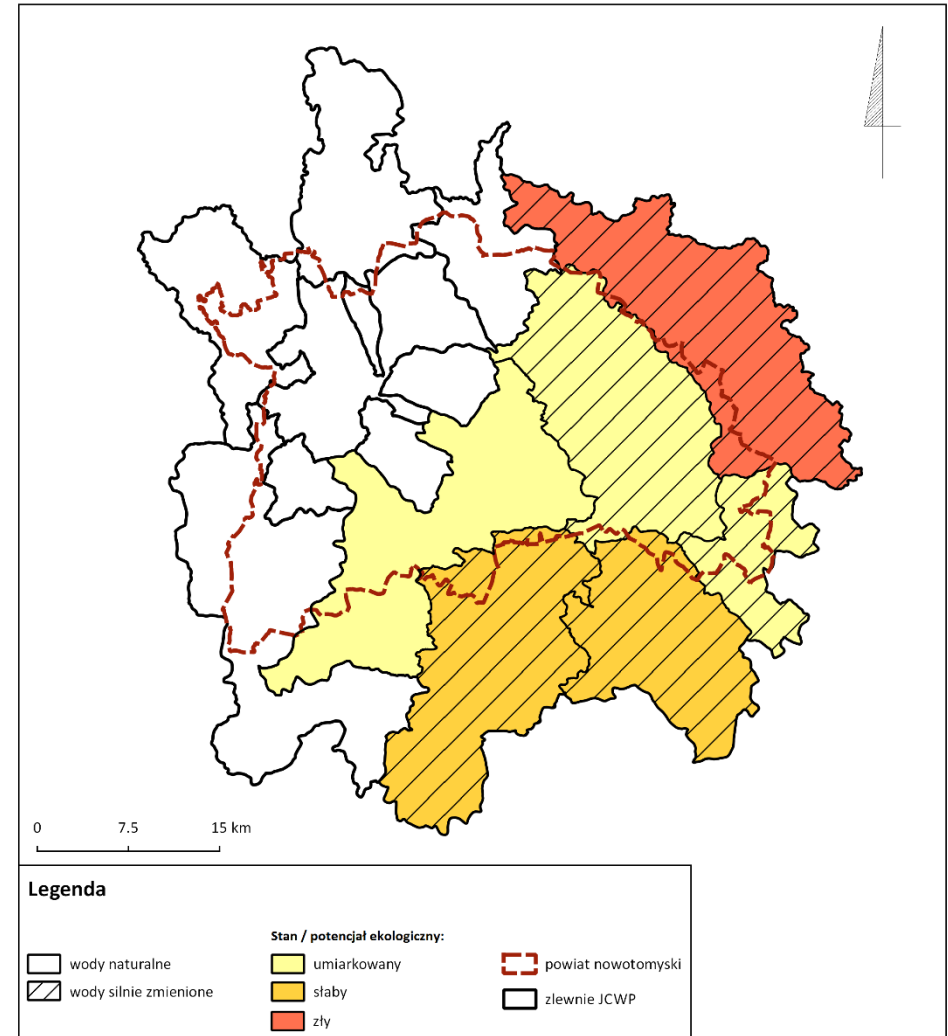 0 7.5 15 km
Legenda
Stan / potencjał ekologiczny:
wody naturalne
umiarkowany
powiat nowotomyski
wody silnie zmienione
słaby
zlewnie JCWP
zły